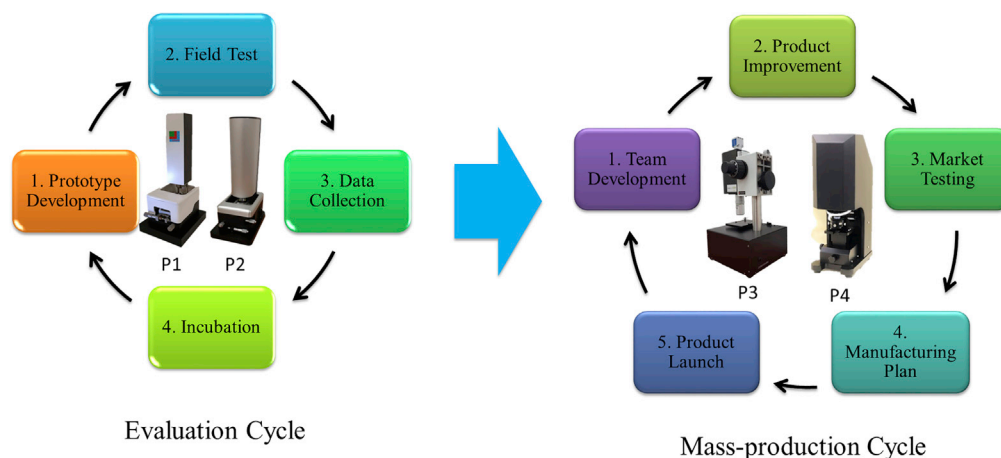 2. Field Test
1. Prototype
Development
3. Data
Collection
P1
P2
4. Incubation
Evaluation Cycle
2. Product
Improvement
1. Team
Development
3. Market
Testing
P3
P4
5. Product
Launch
4.
Manufacturing
Plan
Mass-production Cycle